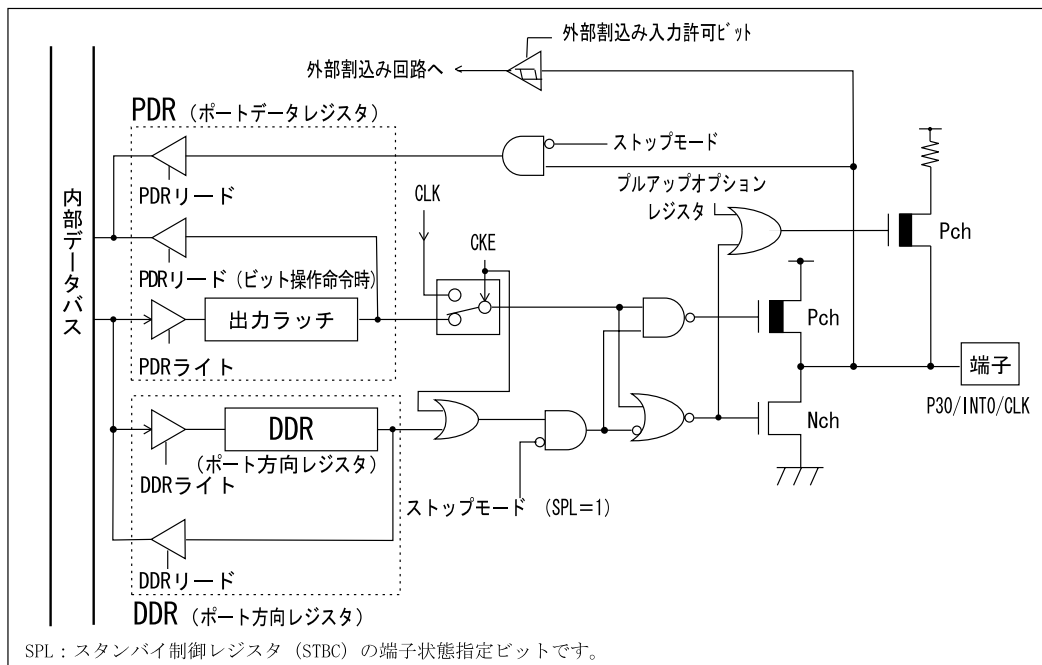 外部割込み入力許可ビット
外部割込み回路へ
PDR（ポートデータレジスタ）
ストップモード
PDRリード
プルアップオプション
レジスタ
CLK
CKE
Pch
内部データバス
PDRリード（ビット操作命令時）
出力ラッチ
Pch
PDRライト
端子
P30/INT0/CLK
DDR
（ポート方向レジスタ）
Nch
DDRライト
ストップモード （SPL=1）
DDRリード
DDR（ポート方向レジスタ）
SPL：スタンバイ制御レジスタ（STBC）の端子状態指定ビットです。